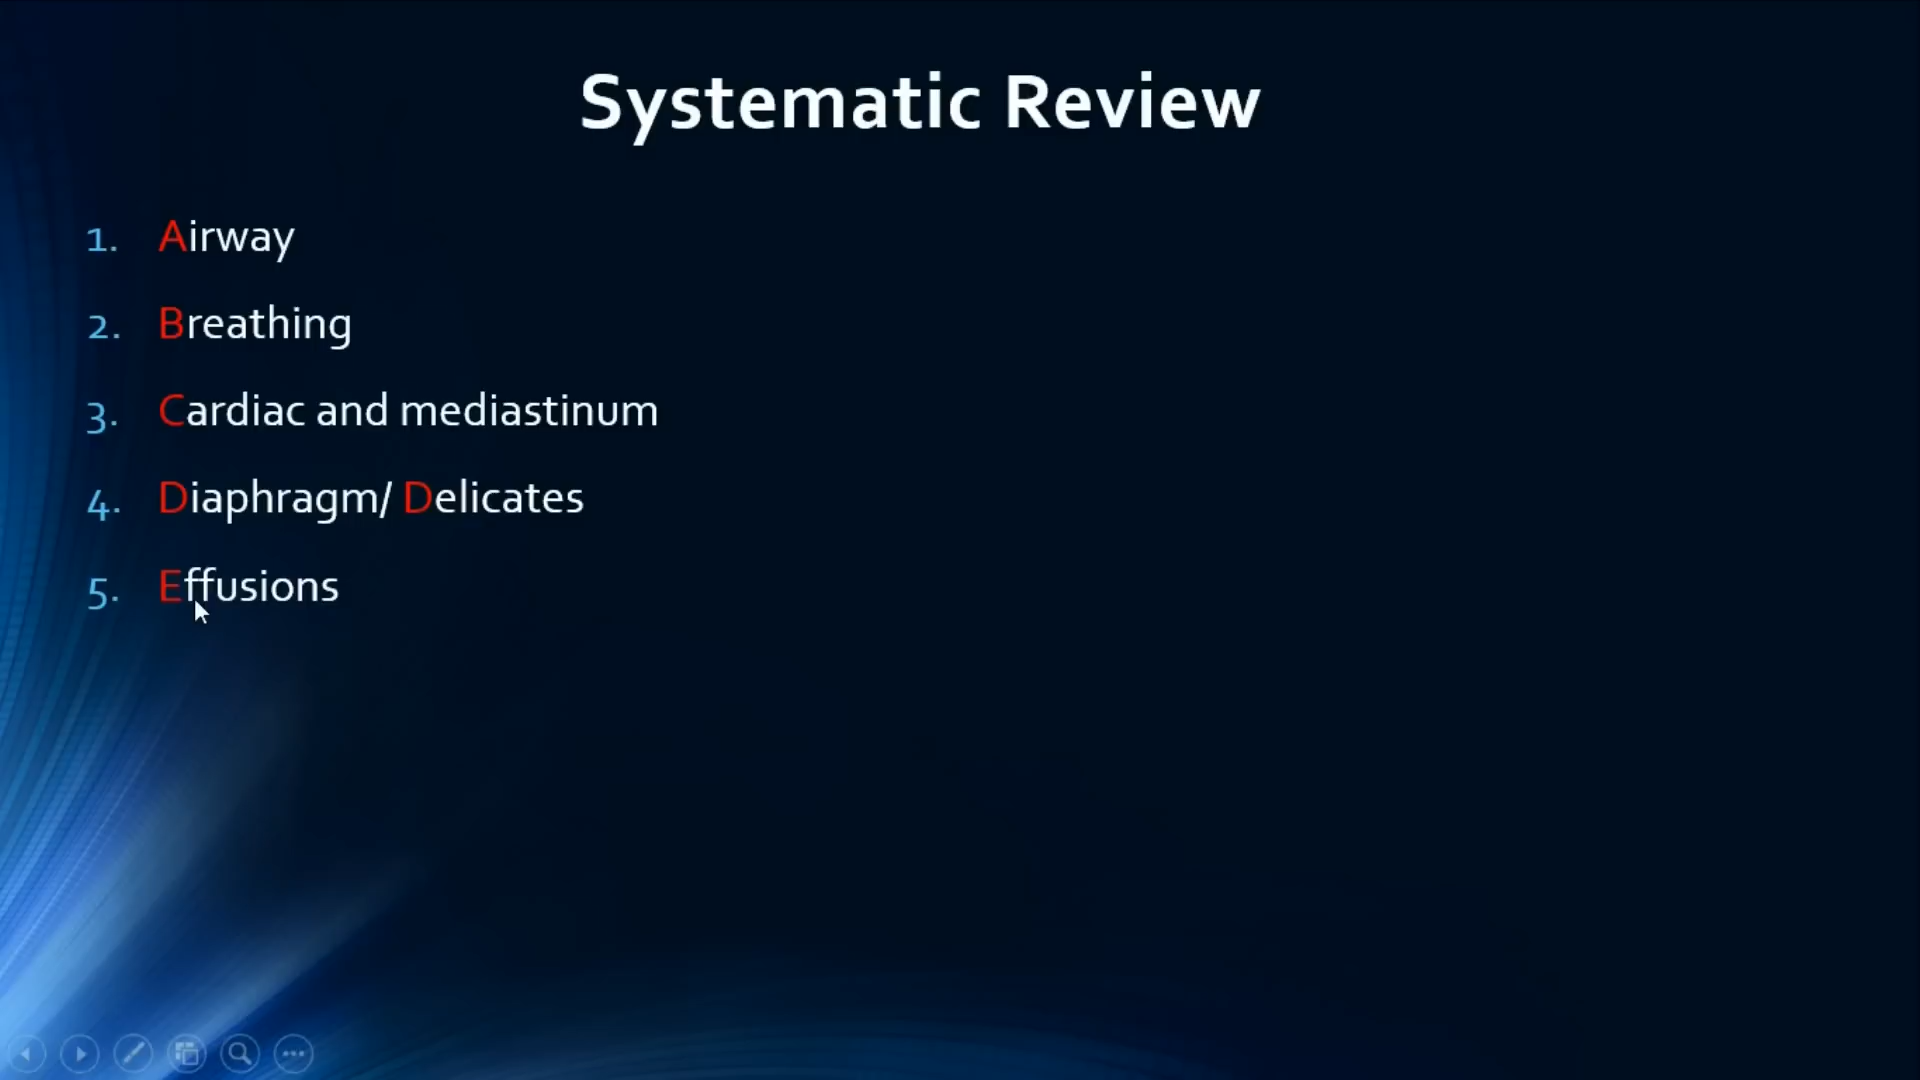 Systematic Review
1. Airway
2. Breathing
3. Cardiac and mediastinum
4. Diaphragm/ Delicates
5. Effusions